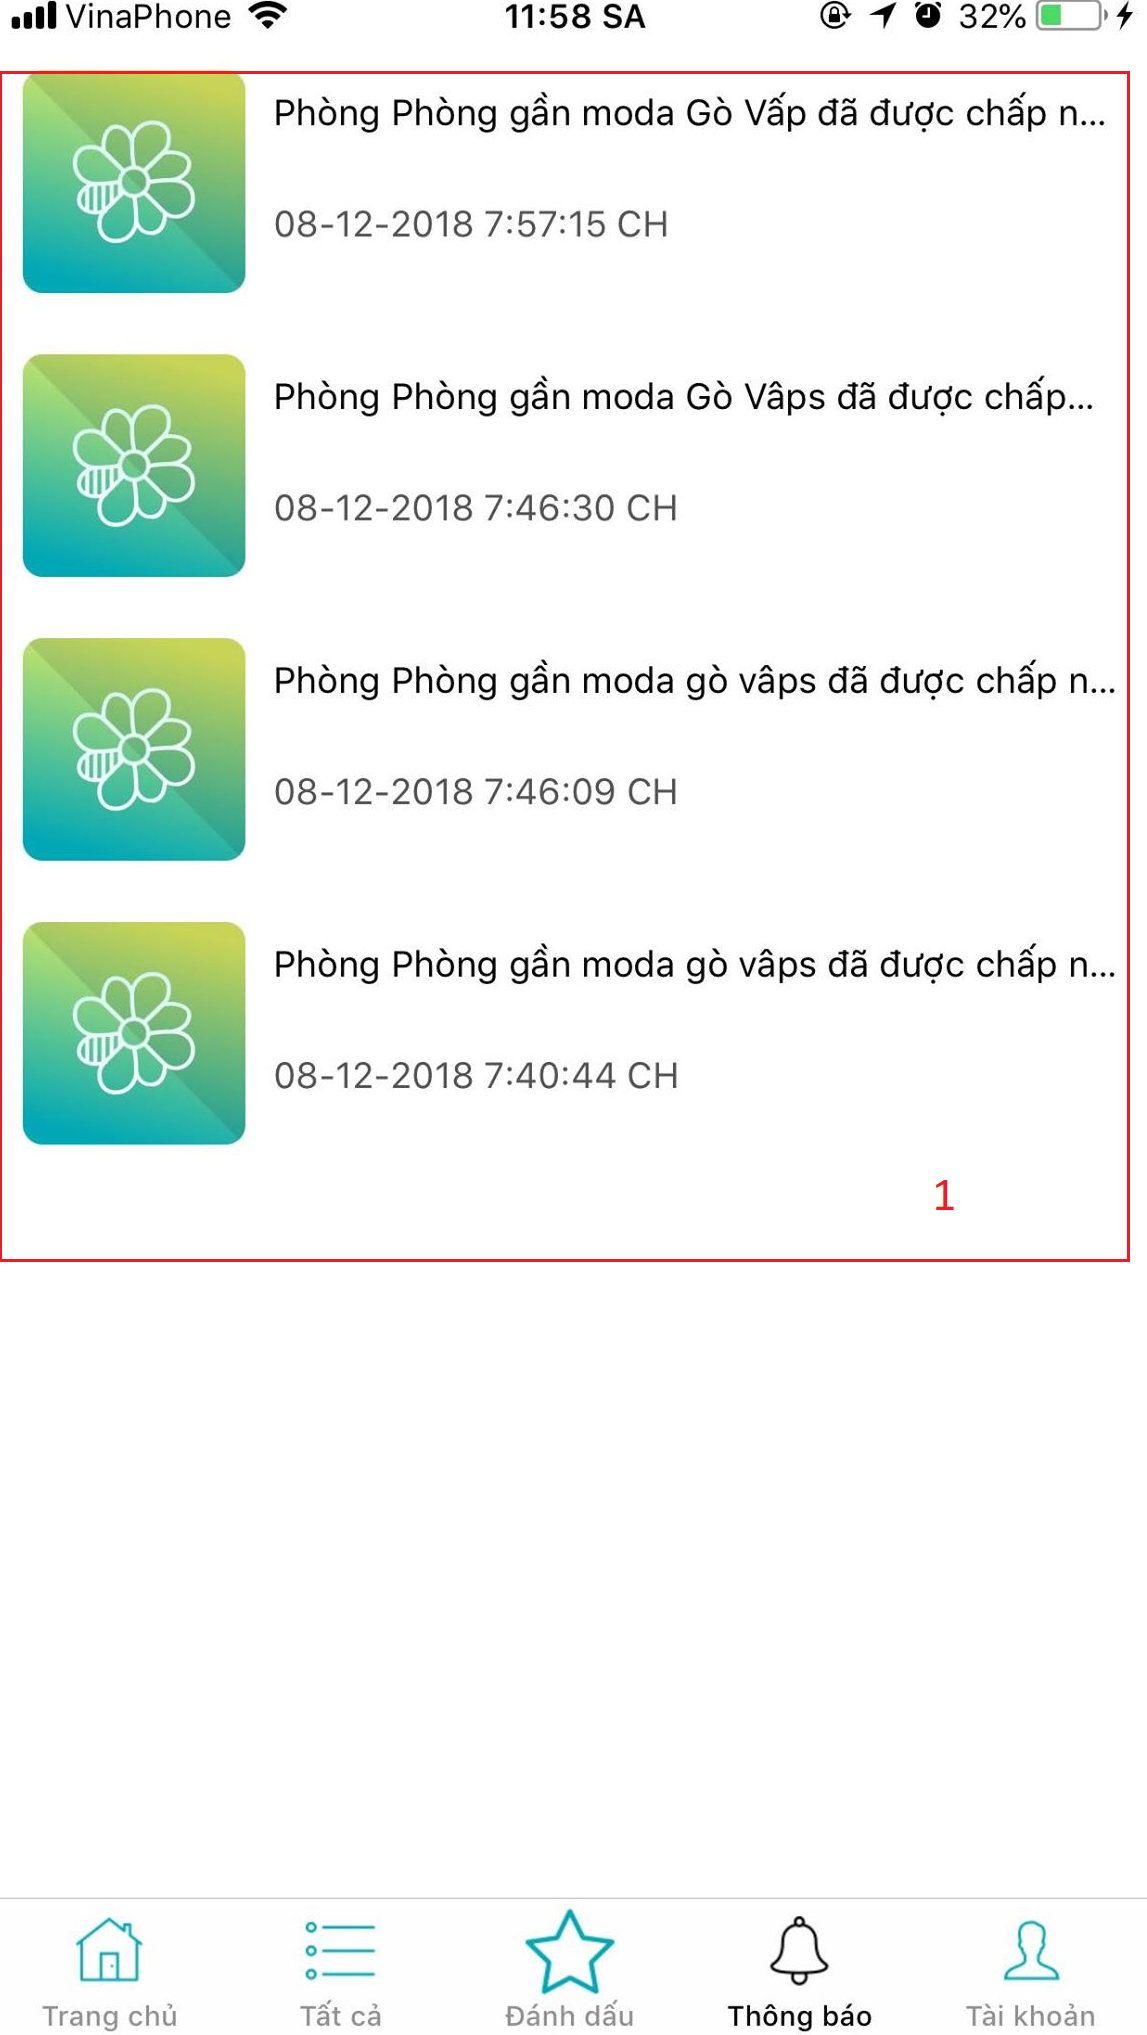 VinaPhone 11:58 SA 32%
Phòng Phòng gần moda Gò Vấp đã được chấp n...
08-12-2018 7:57:15 CH
Phòng Phòng gần moda Gò Vâps đã được chấp...
08-12-2018 7:46:30 CH
Phòng Phòng gần moda gò vâps đã được chấp n...
08-12-2018 7:46:09 CH
Phòng Phòng gần moda gò vâps đã được chấp n...
08-12-2018 7:40:44 CH
1
Trang chủ Tất cả Đánh dấu Thông báo Tài khoản